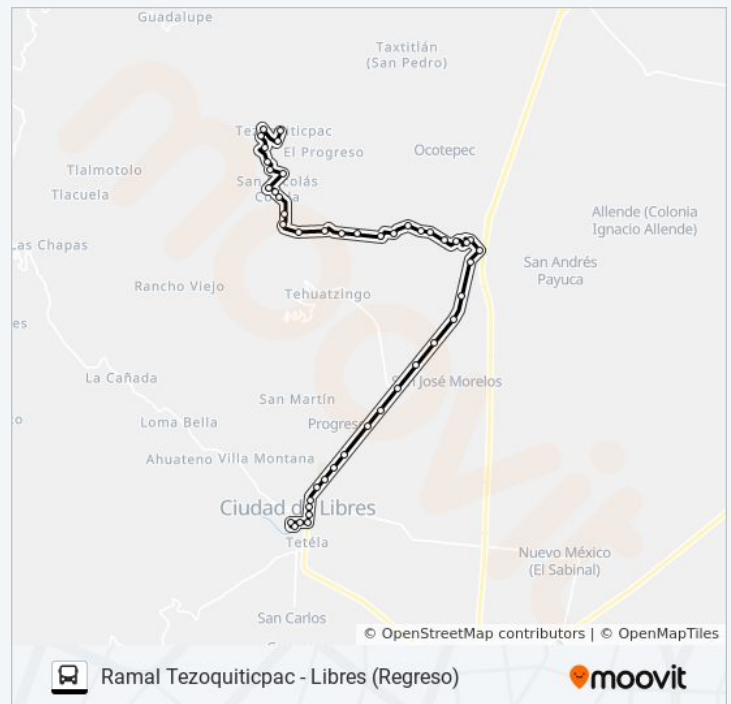 Guadalupe
Taxtitlán
(San Pedro)
Ocotepec
El Progreso
Tlalmotolo
Tlacuela
Allende (Colonia
Ignacio Allende)
Las Chapas
San Andrés
Payuca
Rancho Viejo
Tehuatzingo
La Cañada
San Martín
Progreso
Loma Bella
Ahuateno
Villa Montana
Ciudad de Libres
Tetéla
Nuevo México
(El Sabinal)
San Carlos
© OpenStreetMap contributors | © OpenMapTiles
Ramal Tezoquiticpac - Libres (Regreso)
moovit
moovit